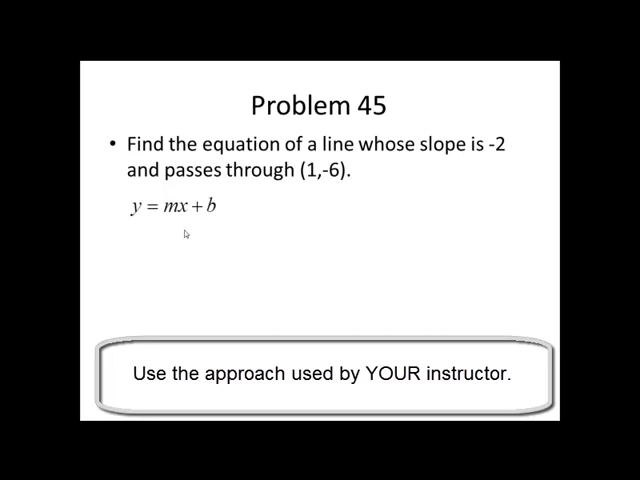 Problem 45
• Find the equation of a line whose slope is -2
and passes through (1,-6).
y = mx + b
Use the approach used by YOUR instructor.